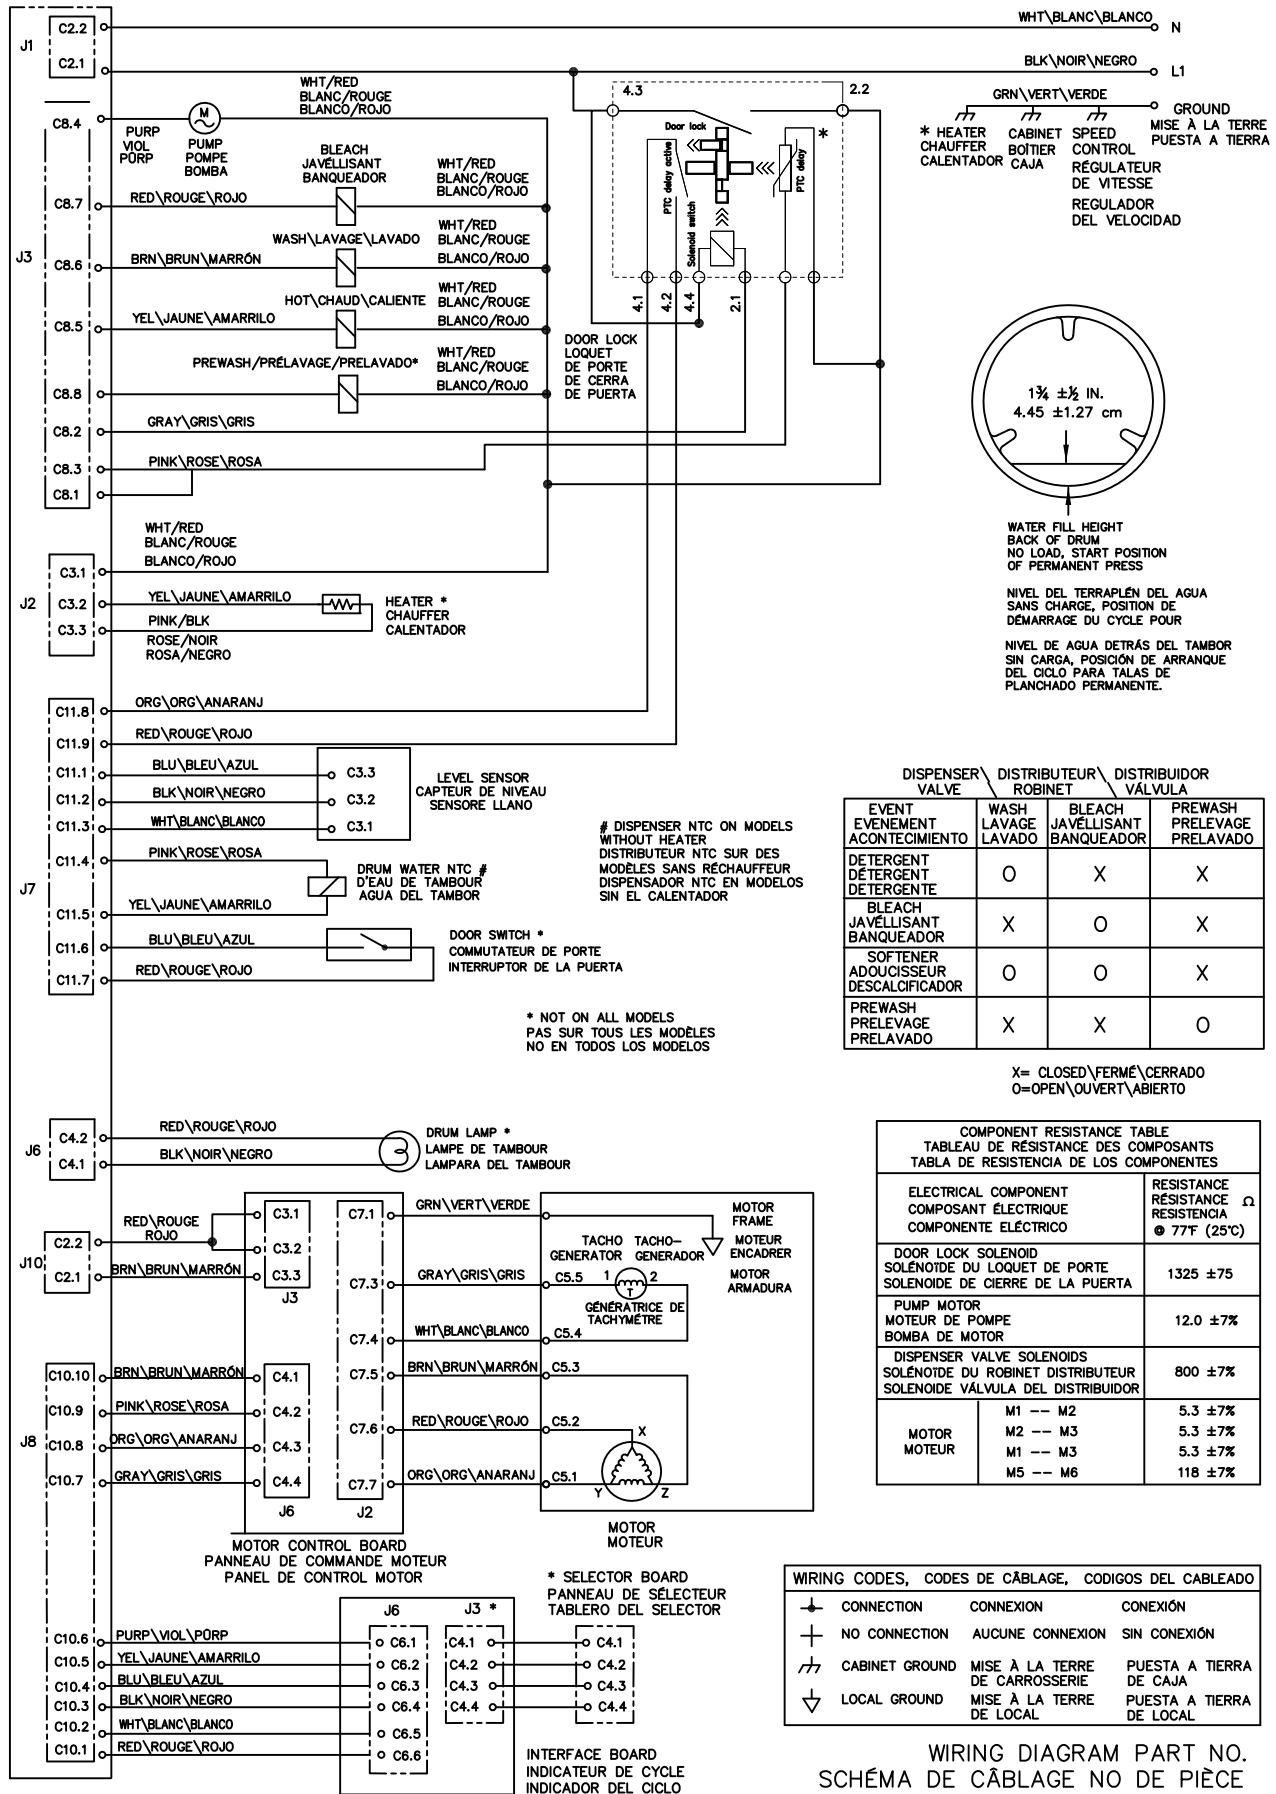 J1
C2.2
C2.1
WHT\BLANC\BLANCO
N
BLK\NOIR\NEGRO
L1
GRN\VERT\VERDE
GROUND
MISE À LA TERRE
PUESTA A TIERRA
* HEATER
CHAUFFER
CALENTADOR
CABINET
BOÎTIER
CAJA
SPEED
CONTROL
RÉGULATEUR
DE VITESSE
REGULADOR
DEL VELOCIDAD
J3
C8.4
PURP
VIOL
PÜRP
M
PUMP
POMPE
BOMBA
WHT/RED
BLANC/ROUGE
BLANCO/ROJO
C8.7
RED\ROUGE\ROJO
BLEACH
JAVÉLLISANT
BANQUEADOR
WHT/RED
BLANC/ROUGE
BLANCO/ROJO
C8.6
BRN\BRUN\MARRÓN
WASH\LAVAGE\LAVADO
WHT/RED
BLANC/ROUGE
BLANCO/ROJO
C8.5
YEL\JAUNE\AMARRILO
HOT\CHAUD\CALIENTE
WHT/RED
BLANC/ROUGE
BLANCO/ROJO
C8.8
PREWASH/PRÉLAVAGE/PRELAVADO*
WHT/RED
BLANC/ROUGE
BLANCO/ROJO
C8.2
GRAY\GRIS\GRIS
C8.3
PINK\ROSE\ROSA
C8.1
4.3
2.2
Door lock
PTC delay active
Solenoid switch
PTC delay
*
4.1
4.2
4.4
2.1
DOOR LOCK
LOQUET
DE PORTE
DE CERRA
DE PUERTA
1¾ ±½ IN.
4.45 ±1.27 cm
WATER FILL HEIGHT
BACK OF DRUM
NO LOAD, START POSITION
OF PERMANENT PRESS
NIVEL DEL TERRAPLÉN DEL AGUA
SANS CHARGE, POSITION DE
DÉMARRAGE DU CYCLE POUR
NIVEL DE AGUA DETRÁS DEL TAMBOR
SIN CARGA, POSICIÓN DE ARRANQUE
DEL CICLO PARA TALAS DE
PLANCHADO PERMANENTE.
WHT/RED
BLANC/ROUGE
BLANCO/ROJO
J2
C3.1
C3.2
YEL\JAUNE\AMARRILO
C3.3
PINK/BLK
ROSE/NOIR
ROSA/NEGRO
HEATER *
CHAUFFER
CALENTADOR
J7
C11.8
ORG\ORG\ANARANJ
C11.9
RED\ROUGE\ROJO
C11.1
BLU\BLEU\AZUL
C3.3
C11.2
BLK\NOIR\NEGRO
C3.2
C11.3
WHT\BLANC\BLANCO
C3.1
LEVEL SENSOR
CAPTEUR DE NIVEAU
SENSORE LLANO
C11.4
PINK\ROSE\ROSA
DRUM WATER NTC #
D'EAU DE TAMBOUR
AGUA DEL TAMBOR
C11.5
YEL\JAUNE\AMARRILO
C11.6
BLU\BLEU\AZUL
C11.7
RED\ROUGE\ROJO
DOOR SWITCH *
COMMUTATEUR DE PORTE
INTERRUPTOR DE LA PUERTA
# DISPENSER NTC ON MODELS
WITHOUT HEATER
DISTRIBUTEUR NTC SUR DES
MODÈLES SANS RÉCHAUFFEUR
DISPENSADOR NTC EN MODELOS
SIN EL CALENTADOR
* NOT ON ALL MODELS
PAS SUR TOUS LES MODÈLES
NO EN TODOS LOS MODELOS
DISPENSER\ DISTRIBUTEUR\ DISTRIBUIDOR
VALVE \ ROBINET \ VÁLVULA
EVENT
EVENEMENT
ACONTECIMIENTO
WASH
LAVAGE
LAVADO
BLEACH
JAVÉLLISANT
BANQUEADOR
PREWASH
PRELEVAGE
PRELAVADO
DETERGENT
DÉTERGENT
DETERGENTE
O X X
BLEACH
JAVÉLLISANT
BANQUEADOR
X O X
SOFTENER
ADOUCISSEUR
DESCALCIFICADOR
O O X
PREWASH
PRELEVAGE
PRELAVADO
X X O
X= CLOSED\FERMÉ\CERRADO
O=OPEN\OUVERT\ABIERTO
J6
C4.2
RED\ROUGE\ROJO
C4.1
BLK\NOIR\NEGRO
DRUM LAMP *
LAMPE DE TAMBOUR
LAMPARA DEL TAMBOUR
COMPONENT RESISTANCE TABLE
TABLEAU DE RÉSISTANCE DES COMPOSANTS
TABLA DE RESISTENCIA DE LOS COMPONENTES
ELECTRICAL COMPONENT
COMPOSANT ÉLECTRIQUE
COMPONENTE ELÉCTRICO
RESISTANCE
RÉSISTANCE Ω
RESISTENCIA
@ 77°F (25°C)
DOOR LOCK SOLENOID
SOLÉNOÏDE DU LOQUET DE PORTE
SOLENOIDE DE CIERRE DE LA PUERTA
1325 ±75
PUMP MOTOR
MOTEUR DE POMPE
BOMBA DE MOTOR
12.0 ±7%
DISPENSER VALVE SOLENOIDS
SOLÉNOÏDE DU ROBINET DISTRIBUTEUR
SOLENOIDE VÁLVULA DEL DISTRIBUIDOR
800 ±7%
MOTOR
MOTEUR
M1 -- M2 5.3 ±7%
M2 -- M3 5.3 ±7%
M1 -- M3 5.3 ±7%
M5 -- M6 118 ±7%
J10
C2.2
RED\ROUGE
ROJO
C2.1
BRN\BRUN\MARRÓN
C3.1
C3.2
C3.3
J3
C7.1
C7.3
C7.4
C7.5
C7.6
C7.7
J2
GRN\VERT\VERDE
GRAY\GRIS\GRIS
WHT\BLANC\BLANCO
BRN\BRUN\MARRÓN
RED\ROUGE\ROJO
ORG\ORG\ANARANJ
C5.5
C5.4
C5.3
C5.2
C5.1
MOTOR
FRAME
MOTEUR
ENCADRER
MOTOR
ARMADURA
TACHO TACHO-
GENERATOR GENERADOR
1 T 2
GÉNÉRATRICE DE
TACHYMÈTRE
X
Y
Z
MOTOR
MOTEUR
J8
C10.10
BRN\BRUN\MARRÓN
C4.1
C10.9
PINK\ROSE\ROSA
C4.2
C10.8
ORG\ORG\ANARANJ
C4.3
C10.7
GRAY\GRIS\GRIS
C4.4
J6
MOTOR CONTROL BOARD
PANNEAU DE COMMANDE MOTEUR
PANEL DE CONTROL MOTOR
* SELECTOR BOARD
PANNEAU DE SÉLECTEUR
TABLERO DEL SELECTOR
J6
J3 *
C10.6
PURP\VIOL\PÜRP
C6.1
C4.1
C4.1
C10.5
YEL\JAUNE\AMARRILO
C6.2
C4.2
C4.2
C10.4
BLU\BLEU\AZUL
C6.3
C4.3
C4.3
C10.3
BLK\NOIR\NEGRO
C6.4
C4.4
C4.4
C10.2
WHT\BLANC\BLANCO
C6.5
C10.1
RED\ROUGE\ROJO
C6.6
INTERFACE BOARD
INDICATEUR DE CYCLE
INDICADOR DEL CICLO
WIRING CODES, CODES DE CÂBLAGE, CODIGOS DEL CABLEADO
CONNECTION CONNEXION CONEXIÓN
NO CONNECTION AUCUNE CONNEXION SIN CONEXIÓN
CABINET GROUND MISE À LA TERRE PUESTA A TIERRA
DE CARROSSERIE DE CAJA
LOCAL GROUND MISE À LA TERRE PUESTA A TIERRA
DE LOCAL DE LOCAL
WIRING DIAGRAM PART NO.
SCHÉMA DE CÂBLAGE NO DE PIÈCE